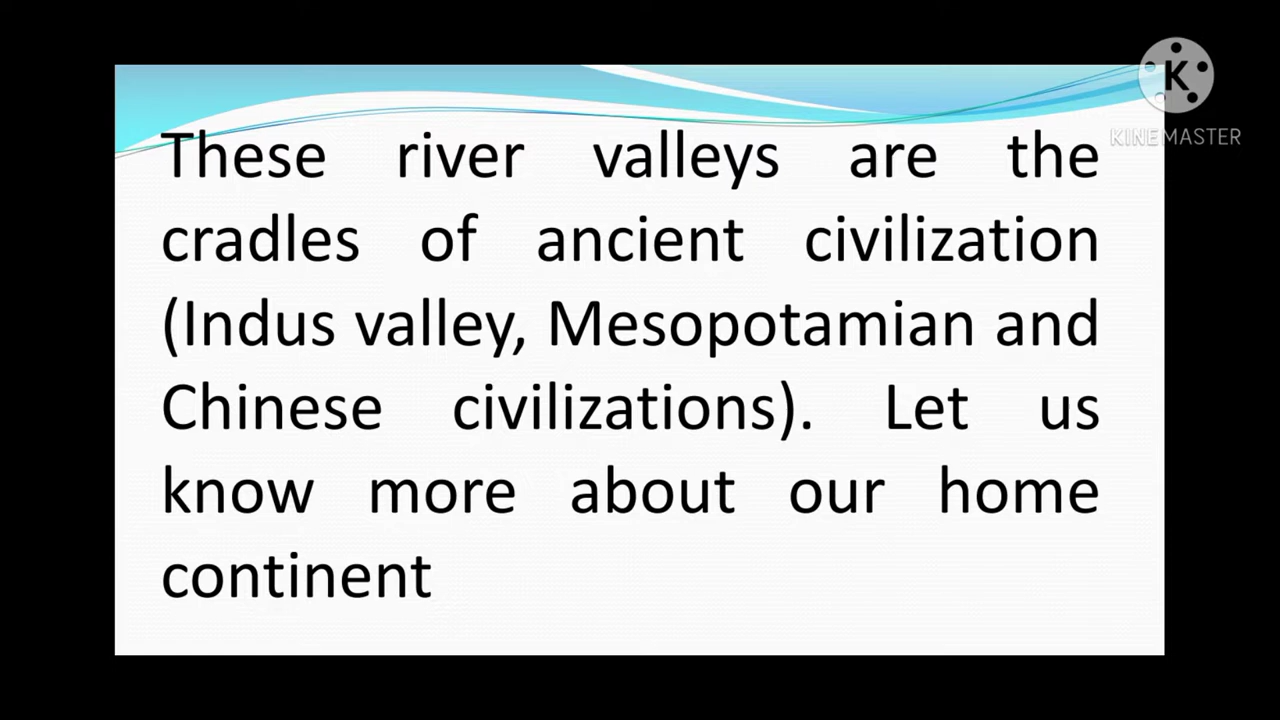 K
KINEMASTER
These river valleys are the
cradles of ancient civilization
(Indus valley, Mesopotamian and
Chinese civilizations). Let us
know more about our home
continent